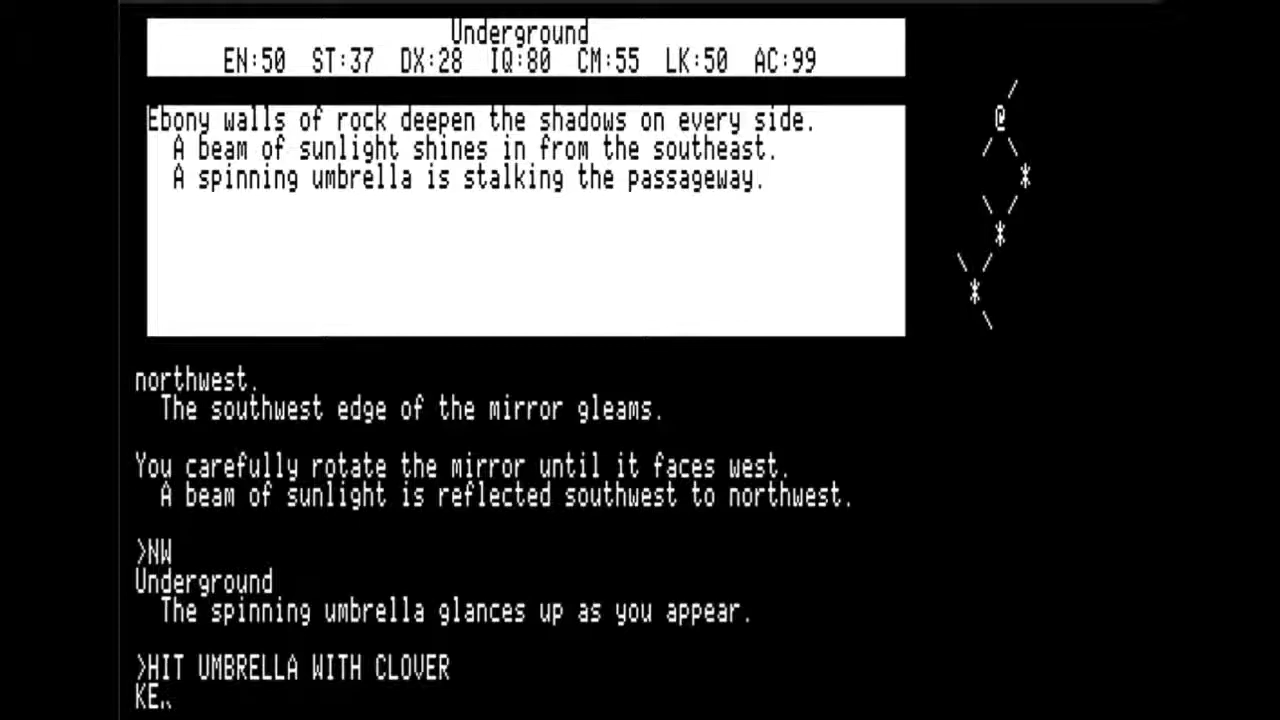 Underground
EN:50 ST:37 DX:28 IQ:80 CM:55 LK:50 AC:99
Ebony walls of rock deepen the shadows on every side.
A beam of sunlight shines in from the southeast.
A spinning umbrella is stalking the passageway.
northwest.
The southwest edge of the mirror gleams.
You carefully rotate the mirror until it faces west.
A beam of sunlight is reflected southwest to northwest.
>NW
Underground
The spinning umbrella glances up as you appear.
>HIT UMBRELLA WITH CLOVER